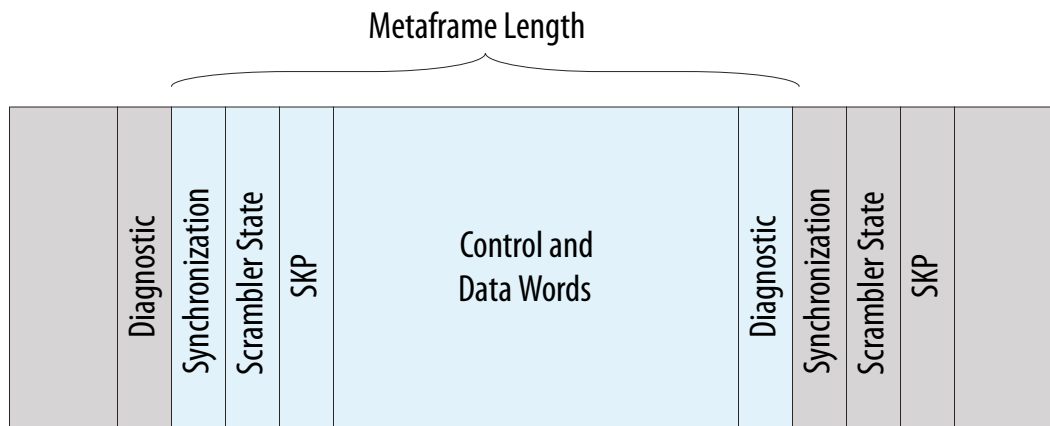 Metaframe Length
Diagnostic
Synchronization
Scrambler State
SKP
Control and
Data Words
Diagnostic
Synchronization
Scrambler State
SKP